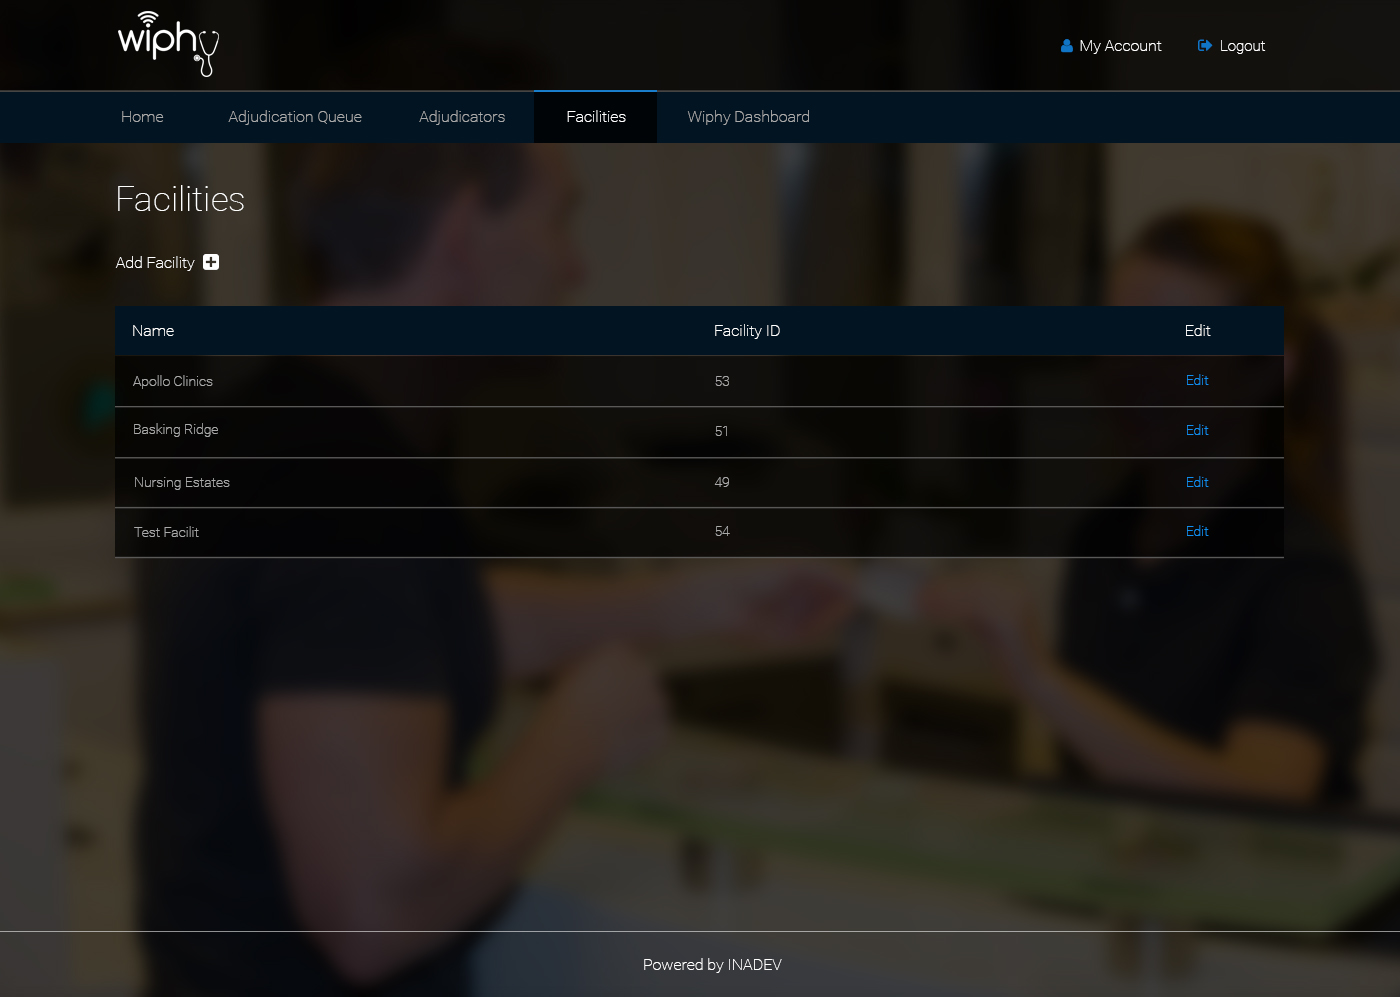 wiphy
My Account Logout
Home Adjudication Queue Adjudicators Facilities Wiphy Dashboard
Facilities
Add Facility
Name Facility ID Edit
Apollo Clinics 53 Edit
Basking Ridge 51 Edit
Nursing Estates 49 Edit
Test Facilit 54 Edit
Powered by INADEV